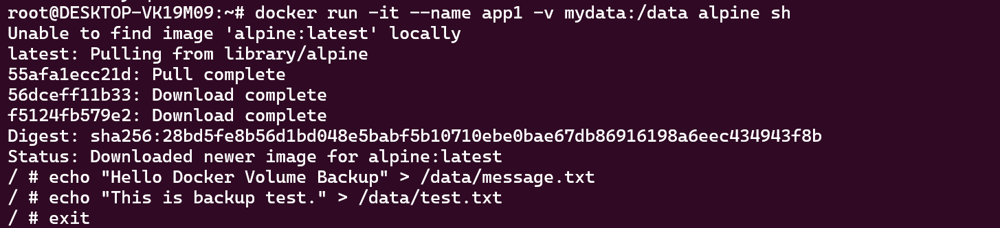 root@DESKTOP-VK19M09:~# docker run -it --name app1 -v mydata:/data alpine sh
Unable to find image 'alpine:latest' locally
latest: Pulling from library/alpine
55afa1ecc21d: Pull complete
56dceff11b33: Download complete
f5124fb579e2: Download complete
Digest: sha256:28bd5fe8b56d1bd048e5babf5b10710ebe0bae67db86916198a6eec434943f8b
Status: Downloaded newer image for alpine:latest
/ # echo "Hello Docker Volume Backup" > /data/message.txt
/ # echo "This is backup test." > /data/test.txt
/ # exit